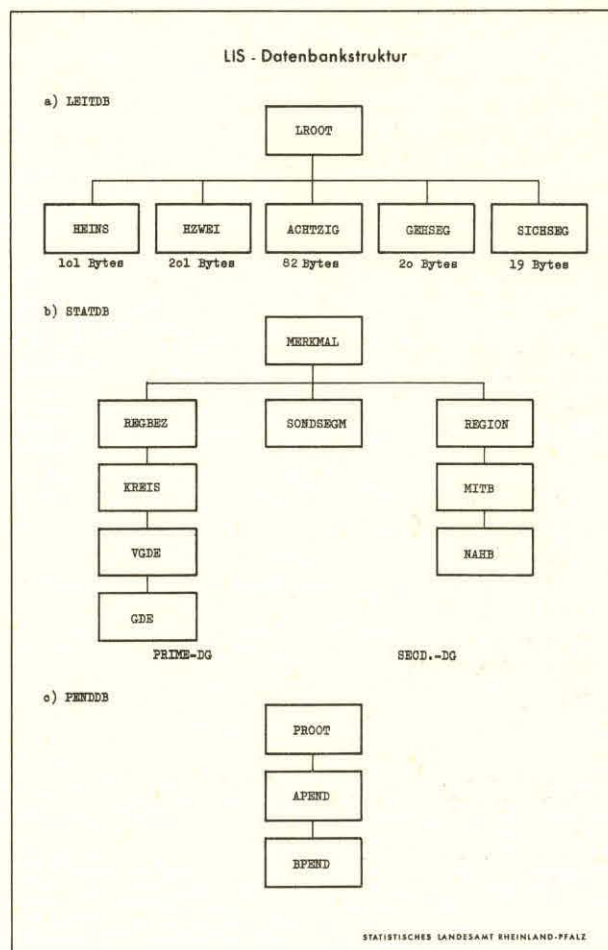 LIS - Datenbankstruktur
a) LEITDB
LROOT
HEINS HZWEI ACHTZIG GEHSEG SICHSEG
1o1 Bytes 2o1 Bytes 82 Bytes 2o Bytes 19 Bytes
b) STATDB
MERKMAL
REGBEZ SONDSEGM REGION
KREIS MITB
VGDE NAHB
GDE
PRIME-DG SECD.-DG
c) PENDDB
PROOT
APEND
BPEND
STATISTISCHES LANDESAMT RHEINLAND-PFALZ